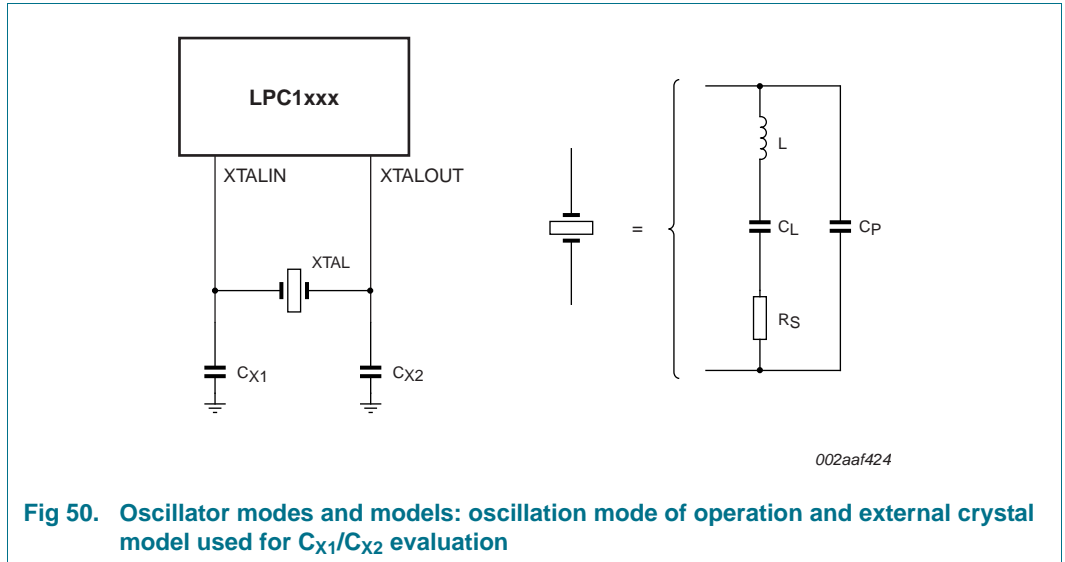 LPC1xxx
XTALIN
XTALOUT
XTAL
CX1
CX2
=
L
CL
CP
RS
002aaf424
Fig 50. Oscillator modes and models: oscillation mode of operation and external crystal
model used for CX1/CX2 evaluation